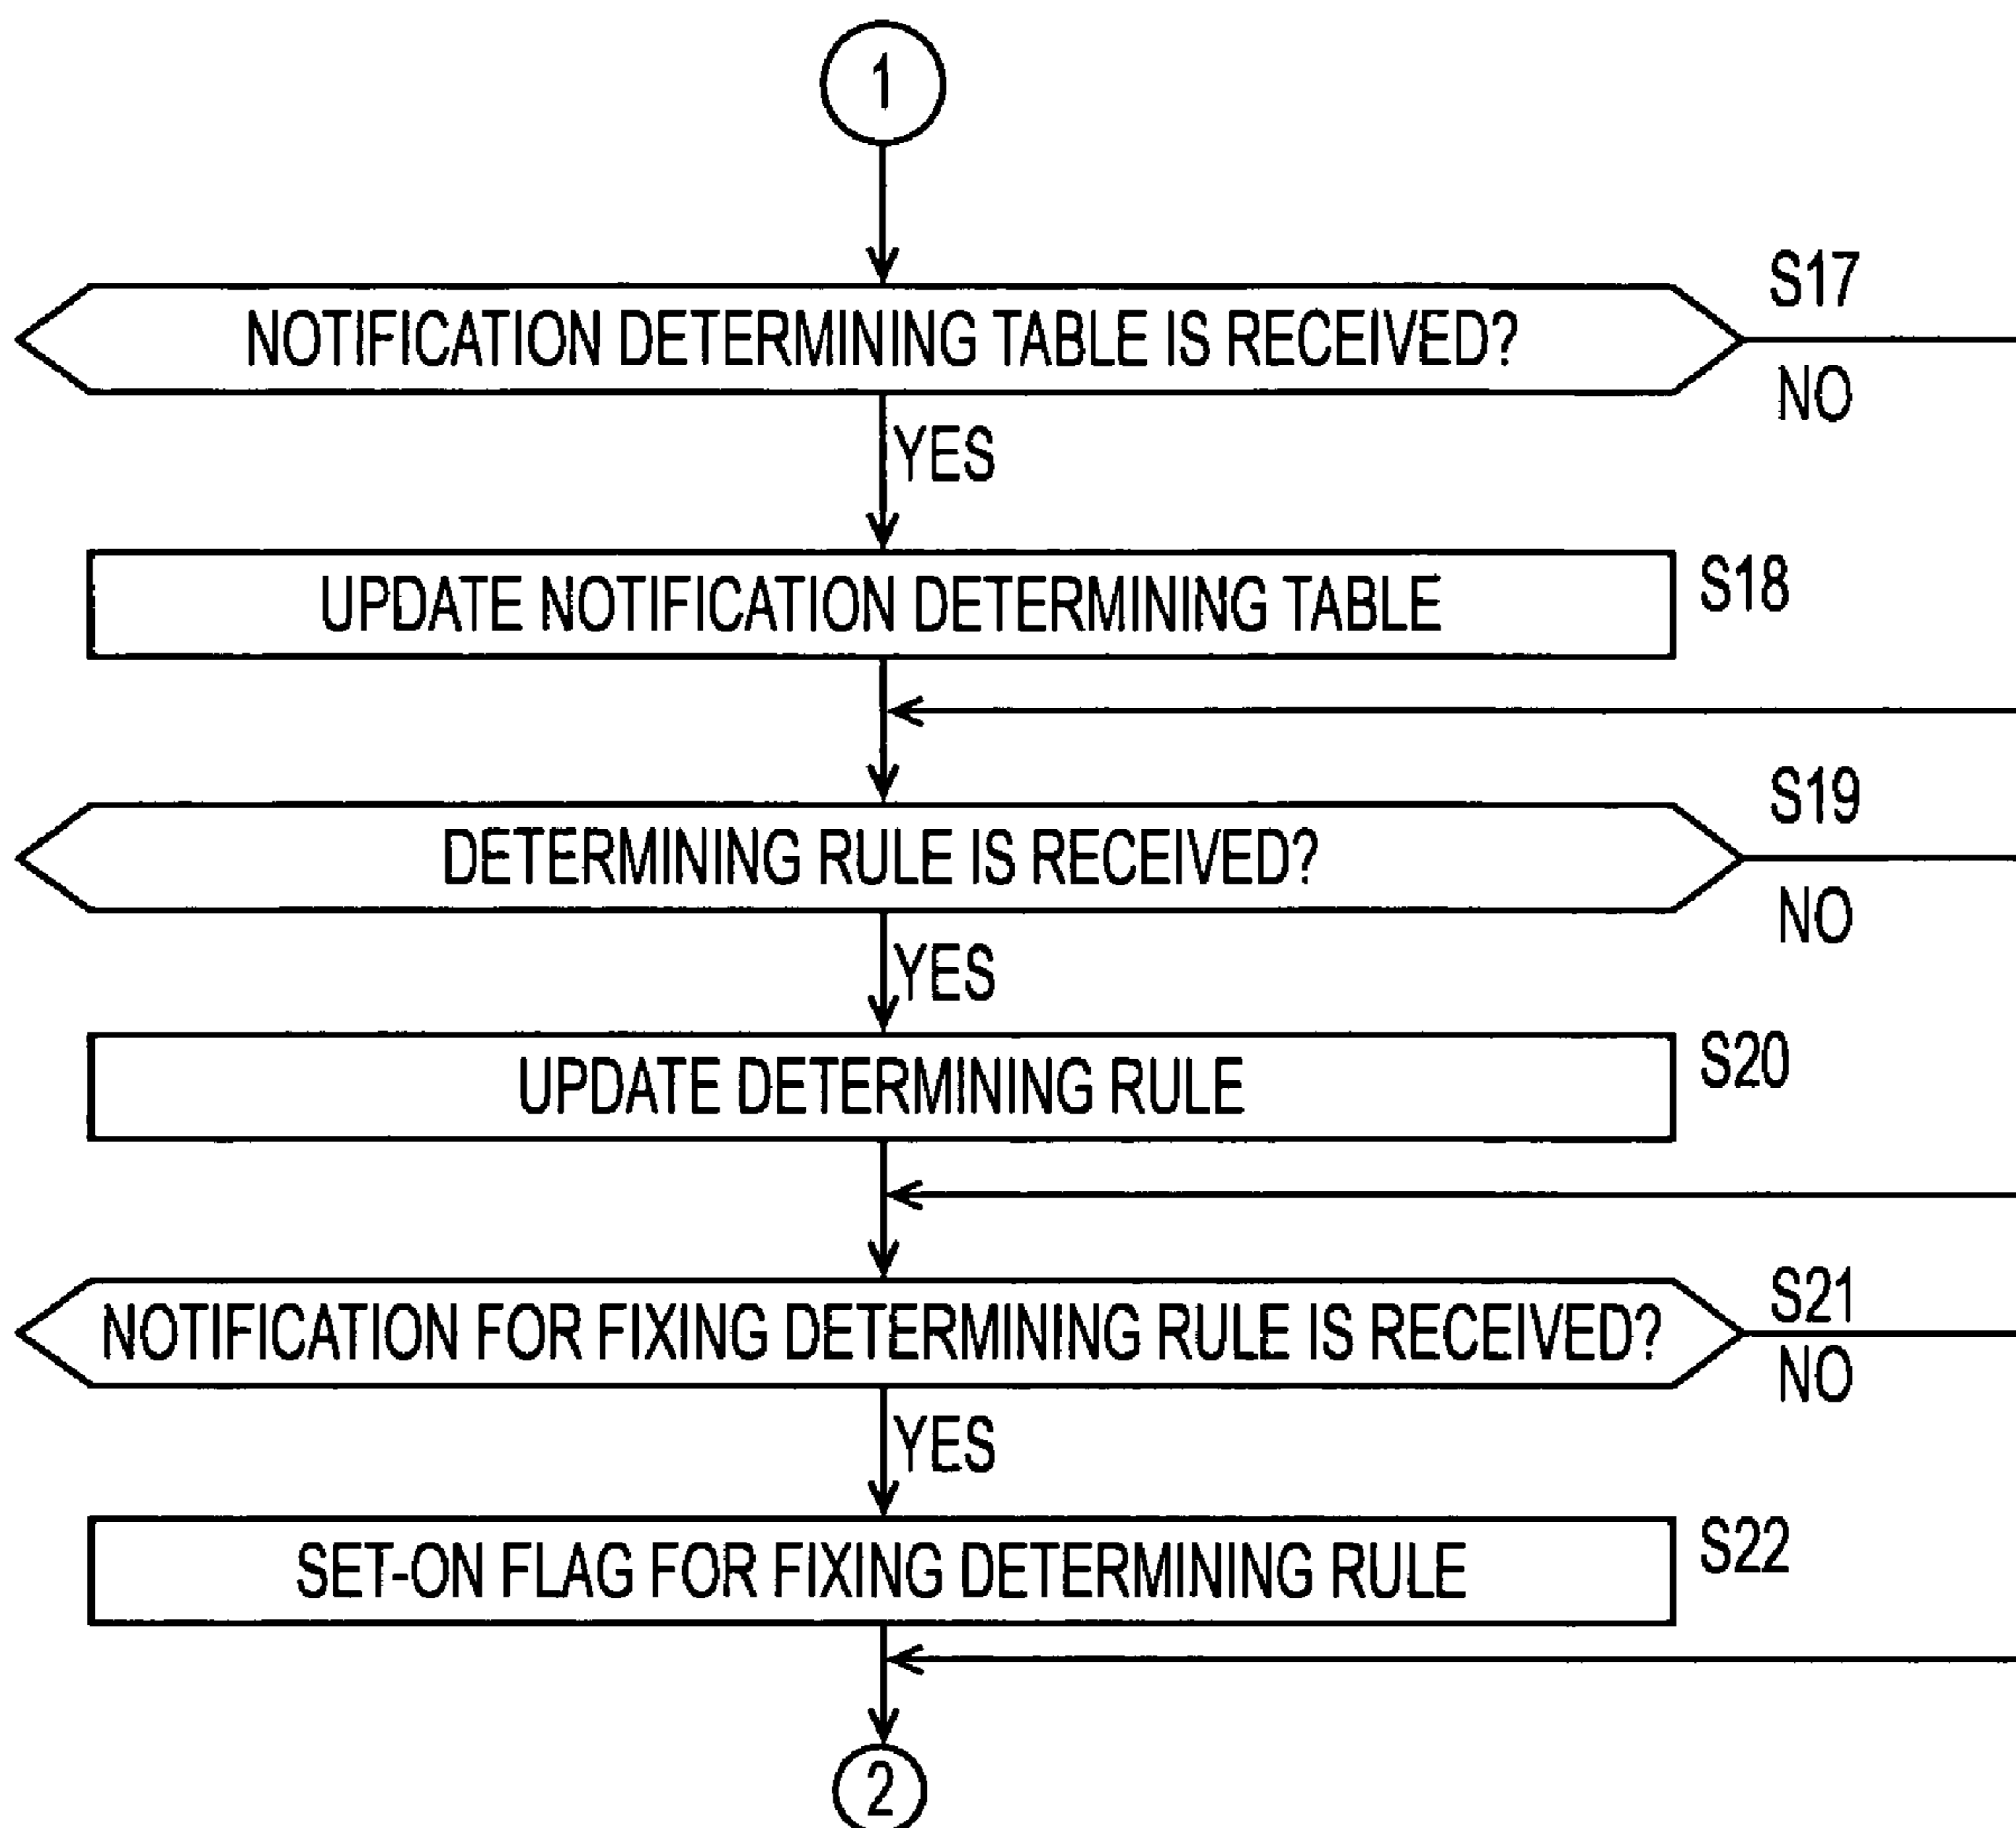 1
NOTIFICATION DETERMINING TABLE IS RECEIVED?
S17
NO
YES
UPDATE NOTIFICATION DETERMINING TABLE
S18
DETERMINING RULE IS RECEIVED?
S19
NO
YES
UPDATE DETERMINING RULE
S20
NOTIFICATION FOR FIXING DETERMINING RULE IS RECEIVED?
S21
NO
YES
SET-ON FLAG FOR FIXING DETERMINING RULE
S22
2